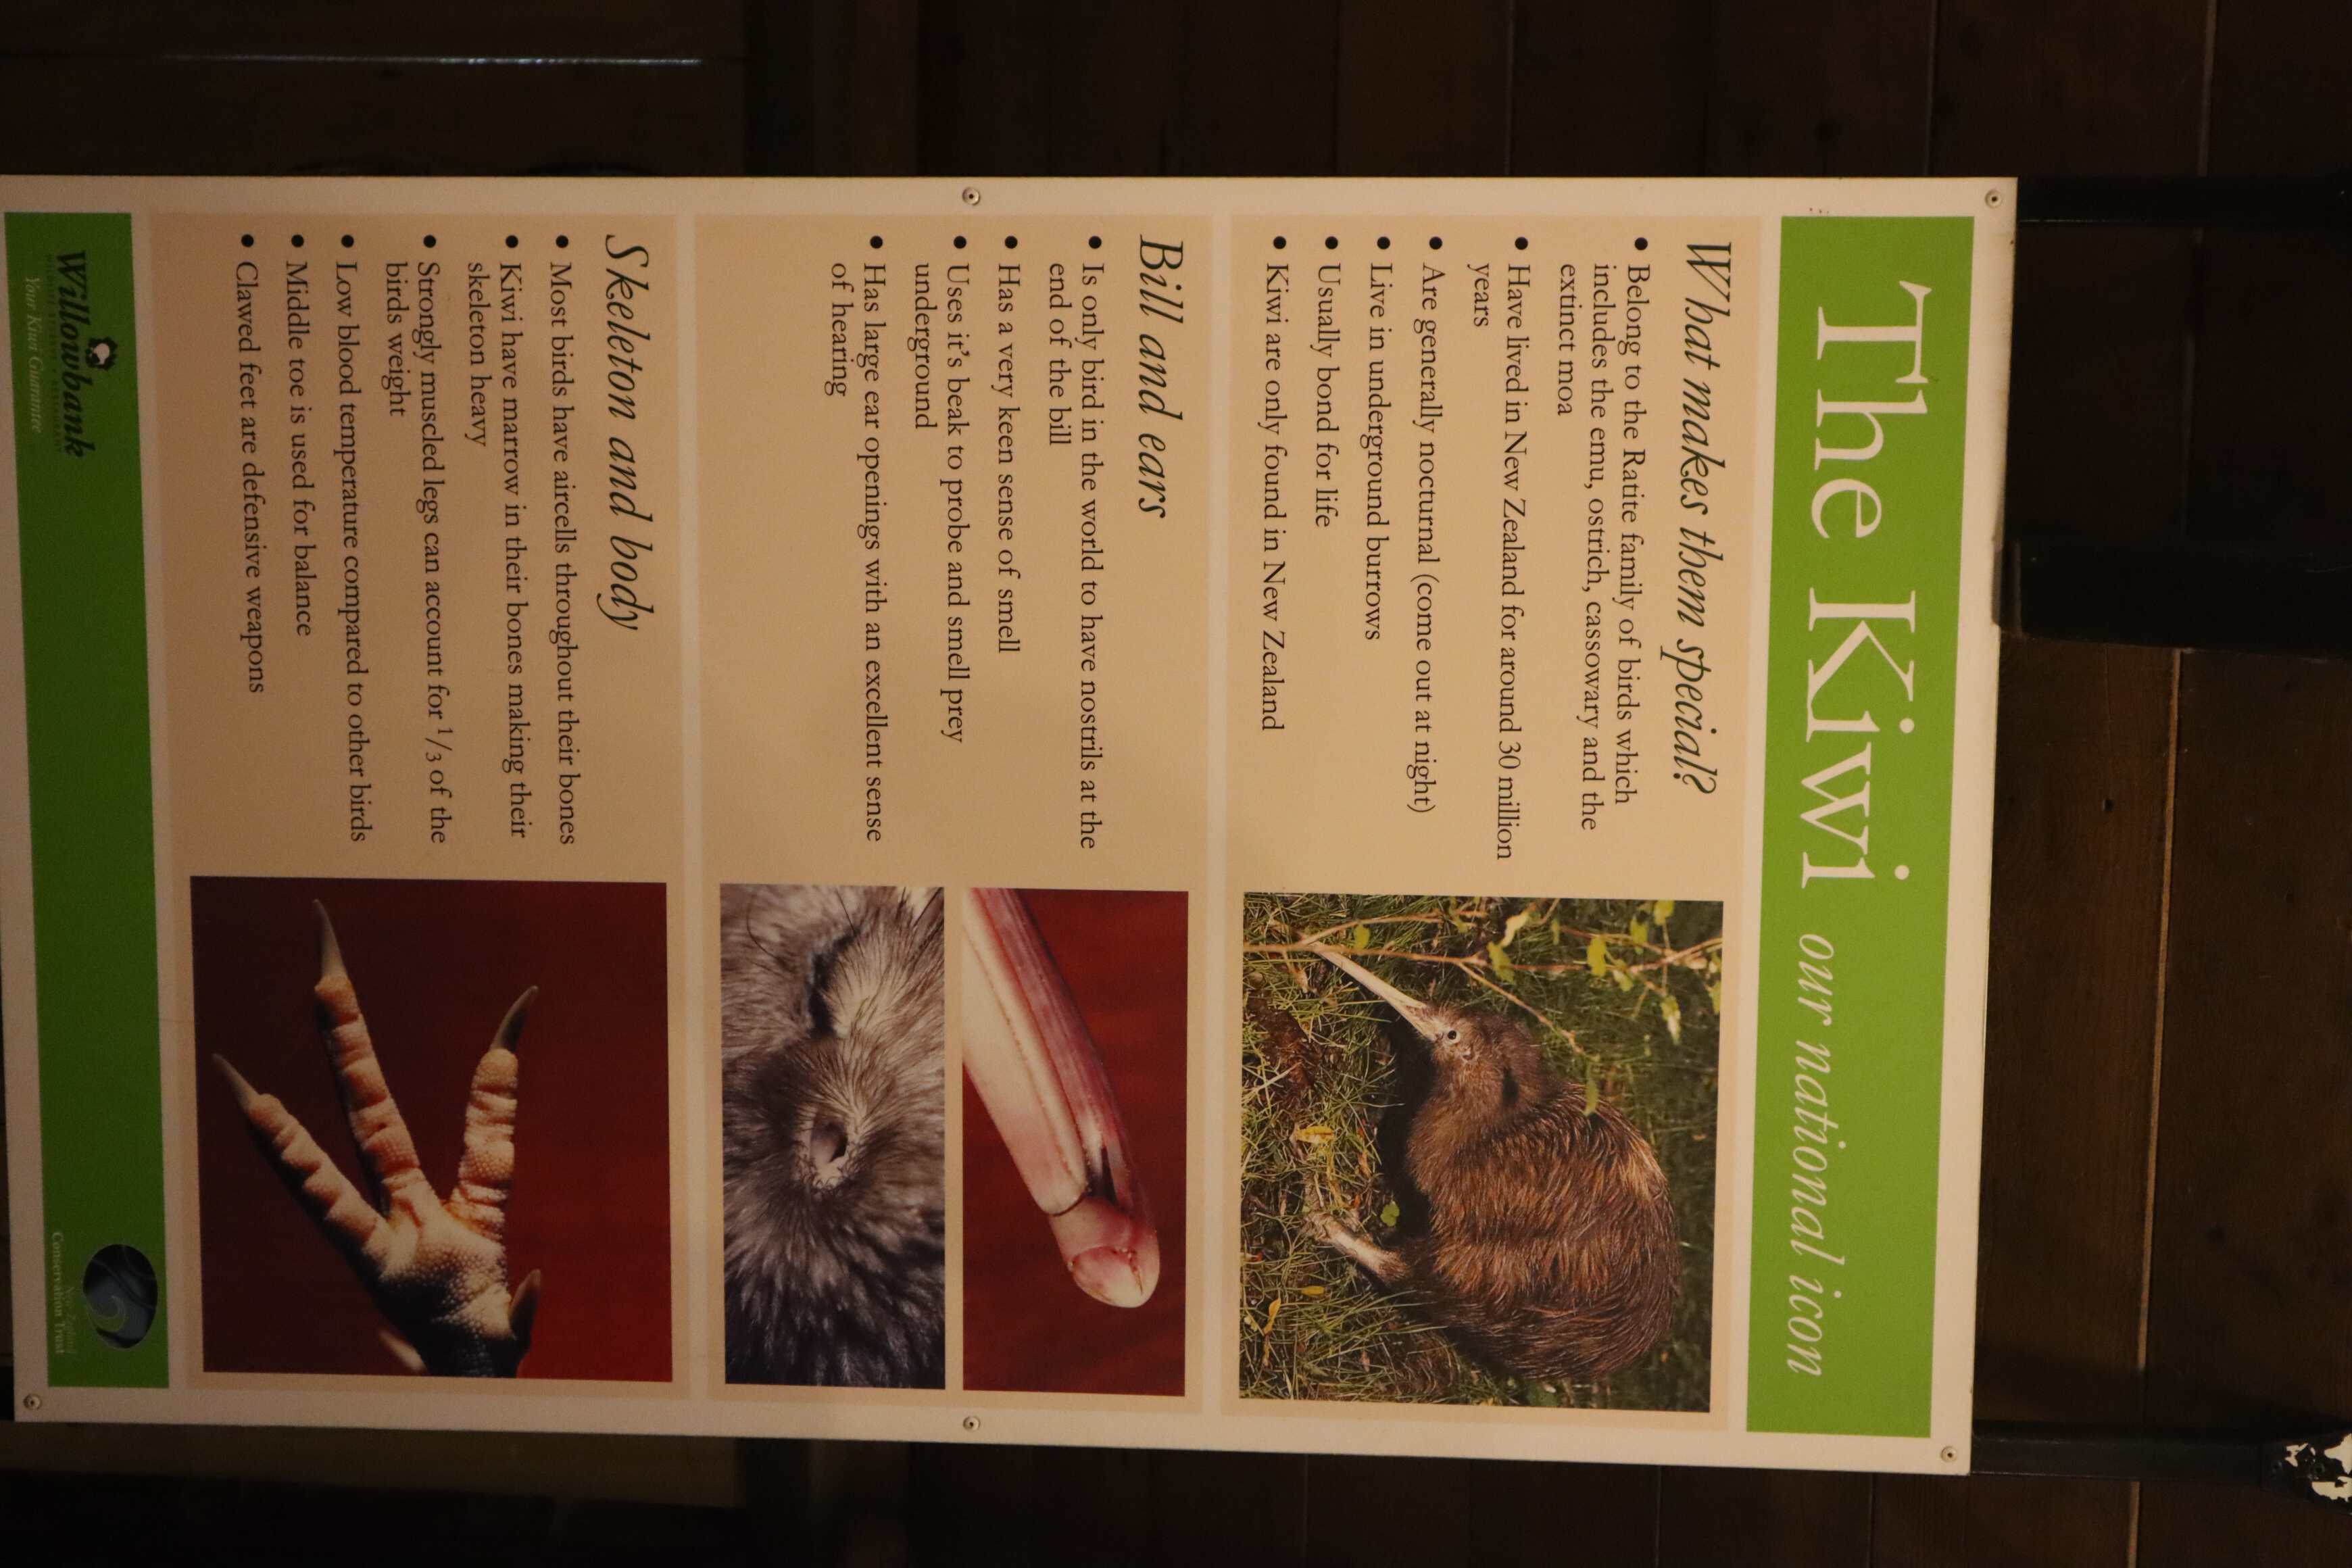 The Kiwi our national icon
What makes them special?
• Belong to the Ratite family of birds which
includes the emu, ostrich, cassowary and the
extinct moa
• Have lived in New Zealand for around 30 million
years
• Are generally nocturnal (come out at night)
• Live in underground burrows
• Usually bond for life
• Kiwi are only found in New Zealand
Bill and ears
• Is only bird in the world to have nostrils at the
end of the bill
• Has a very keen sense of smell
• Uses it’s beak to probe and smell prey
underground
• Has large ear openings with an excellent sense
of hearing
Skeleton and body
• Most birds have aircells throughout their bones
• Kiwi have marrow in their bones making their
skeleton heavy
• Strongly muscled legs can account for 1/3 of the
birds weight
• Low blood temperature compared to other birds
• Middle toe is used for balance
• Clawed feet are defensive weapons
Willowbank
Your Kiwi Guarantee
New Zealand
Conservation Trust